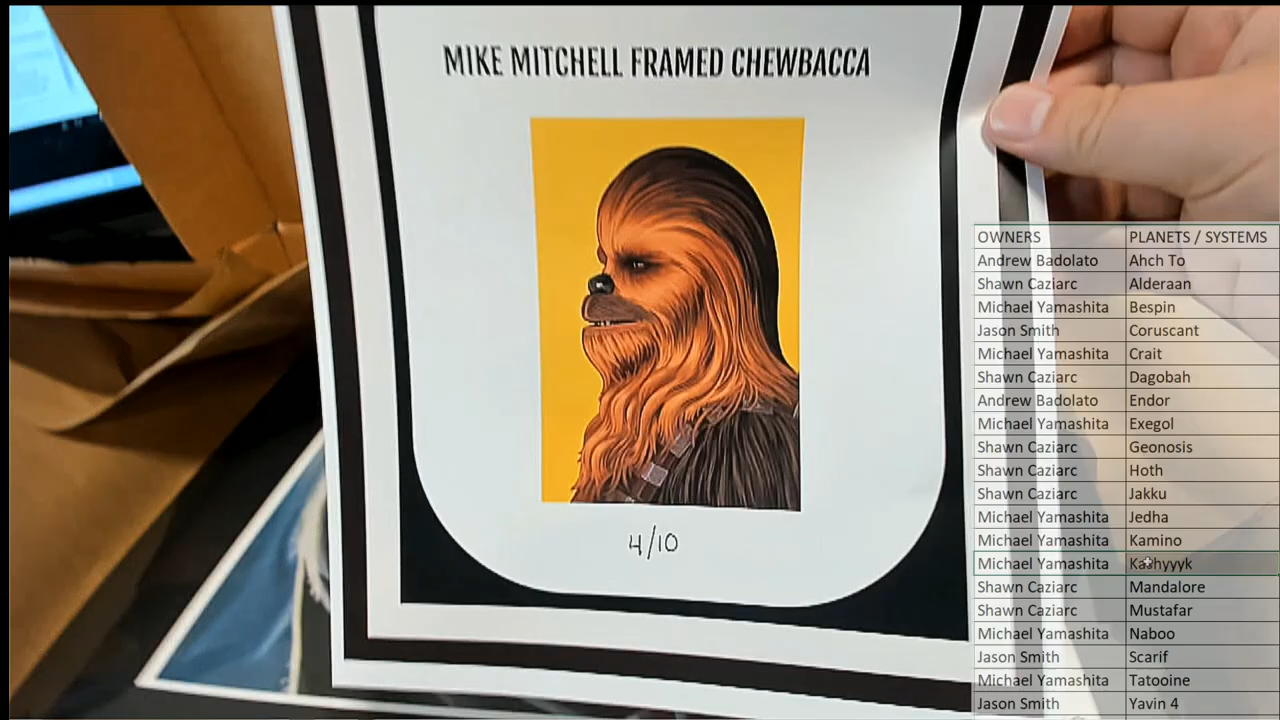 MIKE MITCHELL FRAMED CHEWBACCA
4/10
OWNERS PLANETS / SYSTEMS
Andrew Badolato Ahch To
Shawn Caziarc Alderaan
Michael Yamashita Bespin
Jason Smith Coruscant
Michael Yamashita Crait
Shawn Caziarc Dagobah
Andrew Badolato Endor
Michael Yamashita Exegol
Shawn Caziarc Geonosis
Shawn Caziarc Hoth
Shawn Caziarc Jakku
Michael Yamashita Jedha
Michael Yamashita Kamino
Michael Yamashita Kashyyyk
Shawn Caziarc Mandalore
Shawn Caziarc Mustafar
Michael Yamashita Naboo
Jason Smith Scarif
Michael Yamashita Tatooine
Jason Smith Yavin 4